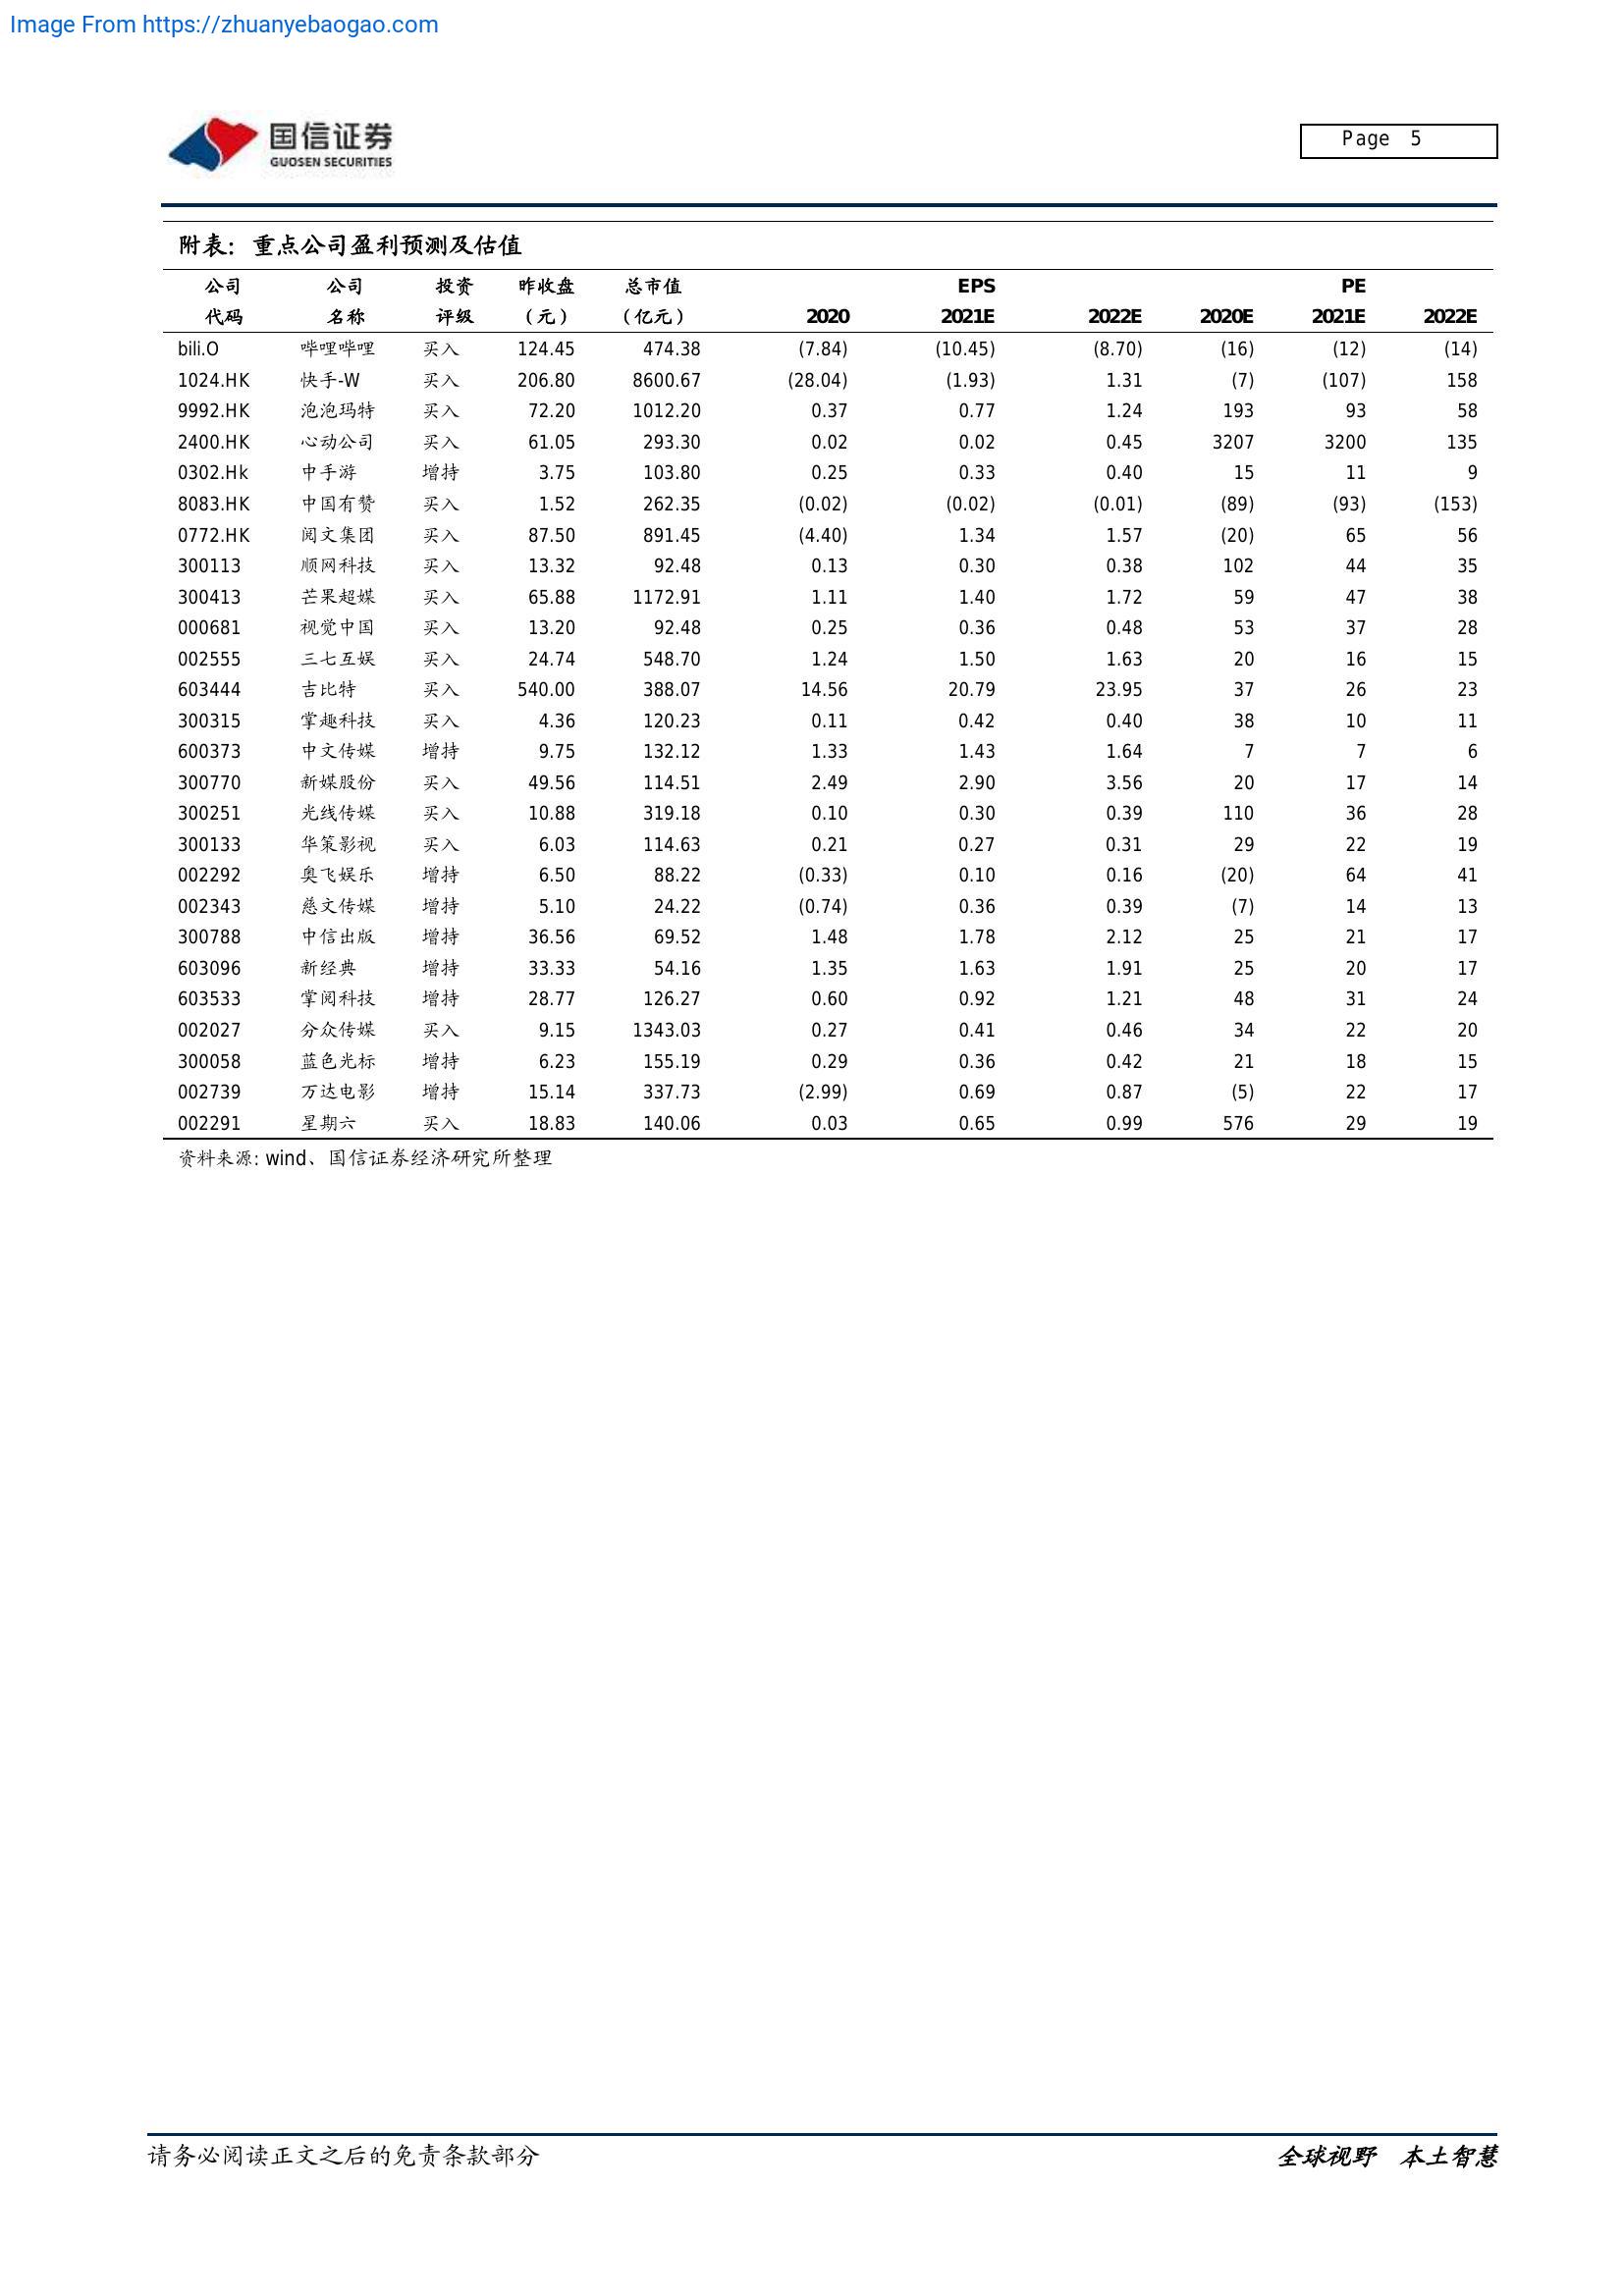 Image From https://zhuanyebaogao.com
国信证券
GUOSEN SECURITIES
Page 5
附表：重点公司盈利预测及估值
公司 公司 投资 昨收盘 总市值 EPS PE
代码 名称 评级 （元） （亿元） 2020 2021E 2022E 2020E 2021E 2022E
bili.O 哔哩哔哩 买入 124.45 474.38 (7.84) (10.45) (8.70) (16) (12) (14)
1024.HK 快手-W 买入 206.80 8600.67 (28.04) (1.93) 1.31 (7) (107) 158
9992.HK 泡泡玛特 买入 72.20 1012.20 0.37 0.77 1.24 193 93 58
2400.HK 心动公司 买入 61.05 293.30 0.02 0.02 0.45 3207 3200 135
0302.Hk 中手游 增持 3.75 103.80 0.25 0.33 0.40 15 11 9
8083.HK 中国有赞 买入 1.52 262.35 (0.02) (0.02) (0.01) (89) (93) (153)
0772.HK 阅文集团 买入 87.50 891.45 (4.40) 1.34 1.57 (20) 65 56
300113 顺网科技 买入 13.32 92.48 0.13 0.30 0.38 102 44 35
300413 芒果超媒 买入 65.88 1172.91 1.11 1.40 1.72 59 47 38
000681 视觉中国 买入 13.20 92.48 0.25 0.36 0.48 53 37 28
002555 三七互娱 买入 24.74 548.70 1.24 1.50 1.63 20 16 15
603444 吉比特 买入 540.00 388.07 14.56 20.79 23.95 37 26 23
300315 掌趣科技 买入 4.36 120.23 0.11 0.42 0.40 38 10 11
600373 中文传媒 增持 9.75 132.12 1.33 1.43 1.64 7 7 6
300770 新媒股份 买入 49.56 114.51 2.49 2.90 3.56 20 17 14
300251 光线传媒 买入 10.88 319.18 0.10 0.30 0.39 110 36 28
300133 华策影视 买入 6.03 114.63 0.21 0.27 0.31 29 22 19
002292 奥飞娱乐 增持 6.50 88.22 (0.33) 0.10 0.16 (20) 64 41
002343 慈文传媒 增持 5.10 24.22 (0.74) 0.36 0.39 (7) 14 13
300788 中信出版 增持 36.56 69.52 1.48 1.78 2.12 25 21 17
603096 新经典 增持 33.33 54.16 1.35 1.63 1.91 25 20 17
603533 掌阅科技 增持 28.77 126.27 0.60 0.92 1.21 48 31 24
002027 分众传媒 买入 9.15 1343.03 0.27 0.41 0.46 34 22 20
300058 蓝色光标 增持 6.23 155.19 0.29 0.36 0.42 21 18 15
002739 万达电影 增持 15.14 337.73 (2.99) 0.69 0.87 (5) 22 17
002291 星期六 买入 18.83 140.06 0.03 0.65 0.99 576 29 19
资料来源：wind、国信证券经济研究所整理
请务必阅读正文之后的免责条款部分
全球视野 本土智慧